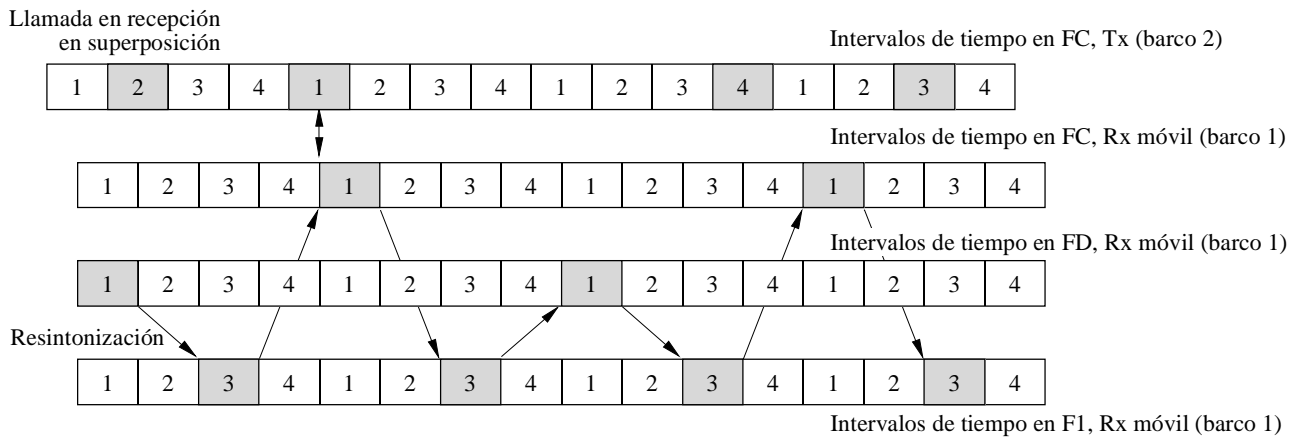 Llamada en recepción
en superposición
Intervalos de tiempo en FC, Tx (barco 2)
1 2 3 4 1 2 3 4 1 2 3 4 1 2 3 4
Intervalos de tiempo en FC, Rx móvil (barco 1)
1 2 3 4 1 2 3 4 1 2 3 4 1 2 3 4
Intervalos de tiempo en FD, Rx móvil (barco 1)
1 2 3 4 1 2 3 4 1 2 3 4 1 2 3 4
Resintonización
1 2 3 4 1 2 3 4 1 2 3 4 1 2 3 4
Intervalos de tiempo en F1, Rx móvil (barco 1)